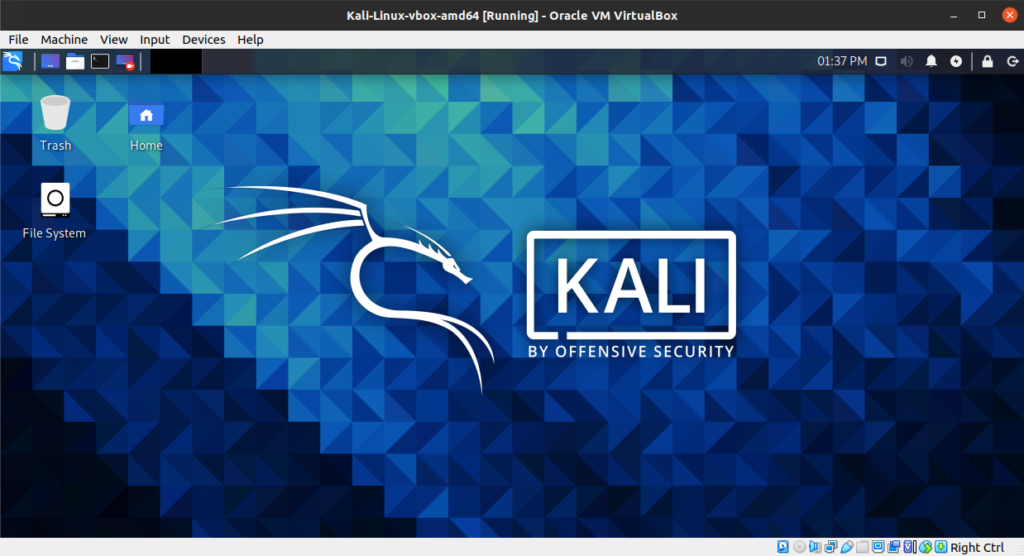 Kali-Linux-vbox-amd64 [Running] - Oracle VM VirtualBox
File Machine View Input Devices Help
01:37 PM
Trash
Home
File System
KALI
BY OFFENSIVE SECURITY
Right Ctrl